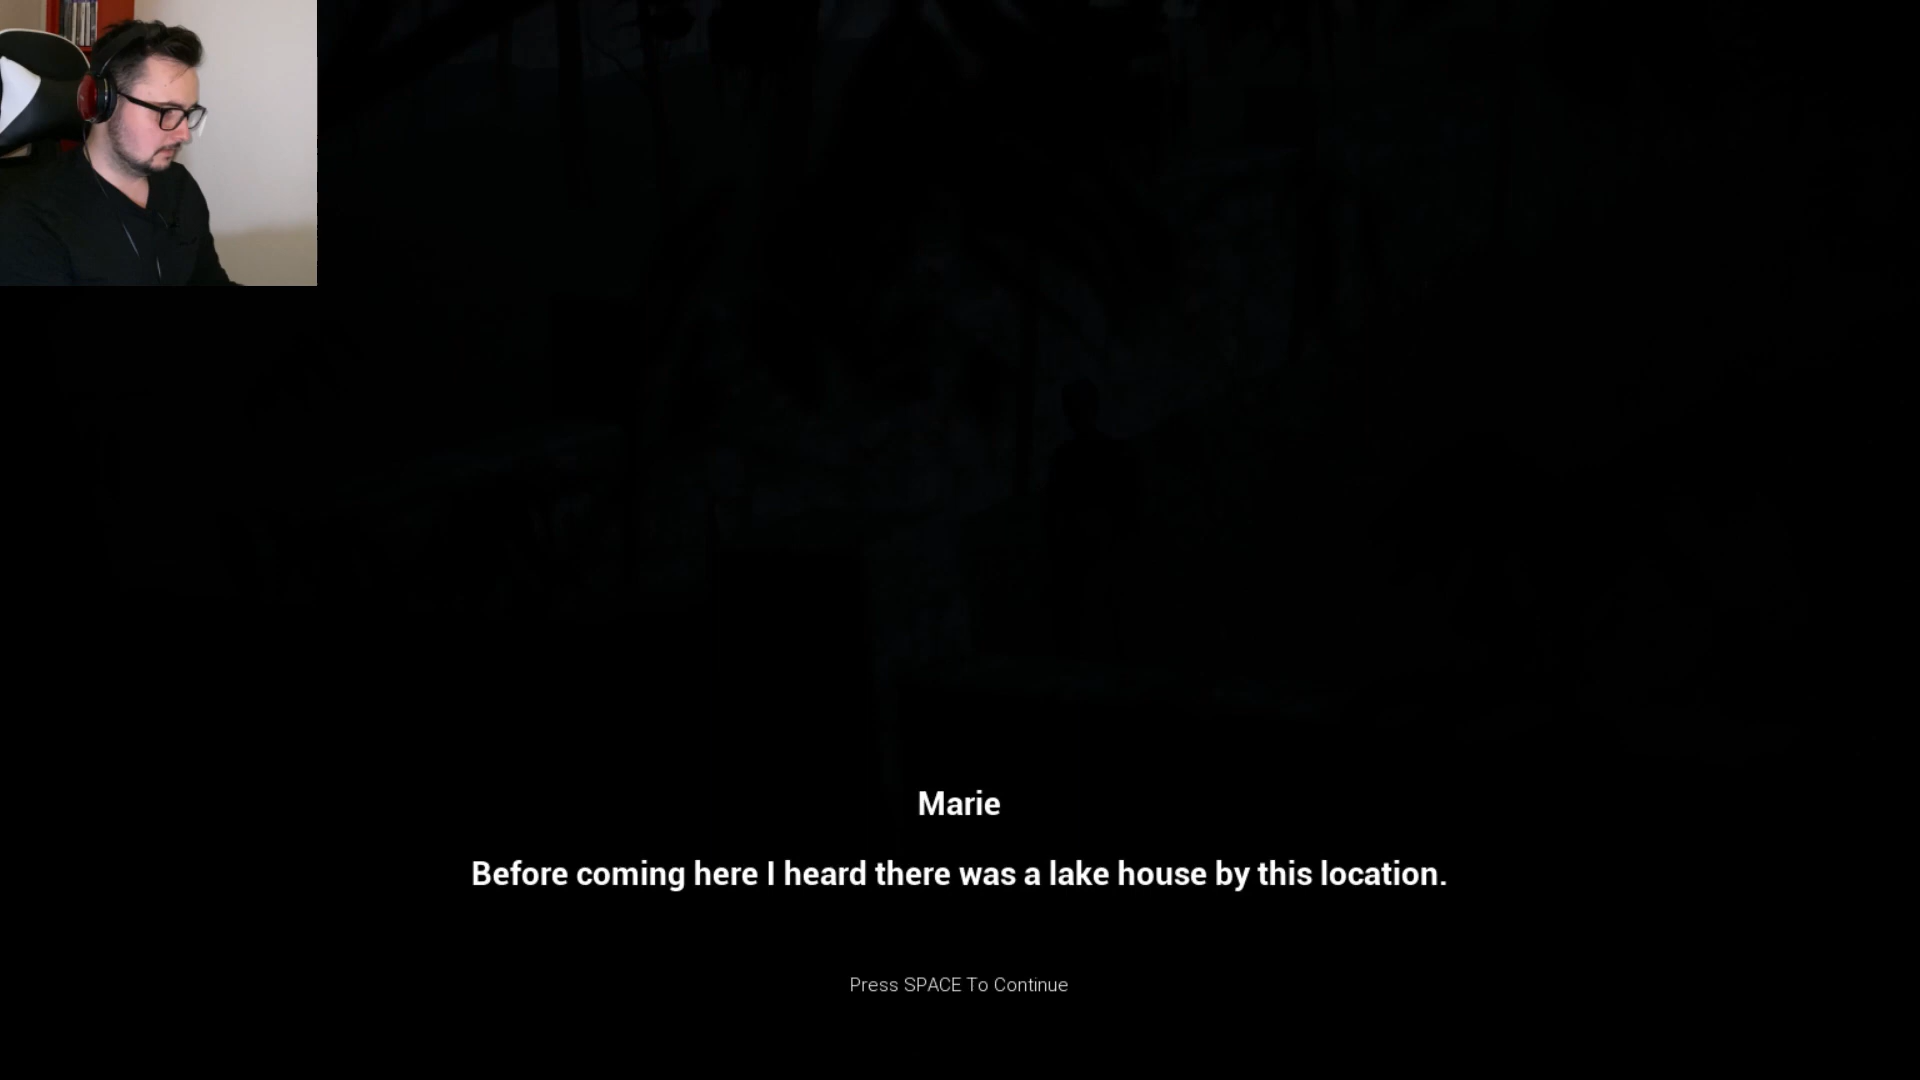 Marie
Before coming here I heard there was a lake house by this location.
Press SPACE To Continue